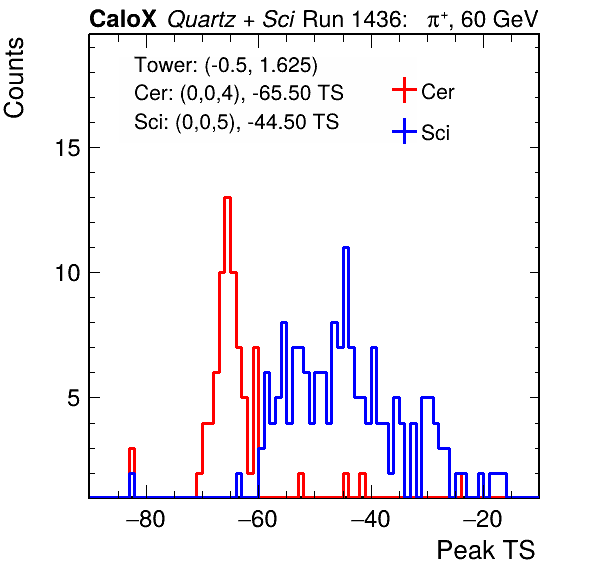 CaloX Quartz + Sci Run 1436: π+, 60 GeV
Counts
Tower: (-0.5, 1.625)
Cer: (0,0,4), -65.50 TS
Sci: (0,0,5), -44.50 TS
Cer
Sci
15
10
5
−80 −60 −40 −20
Peak TS